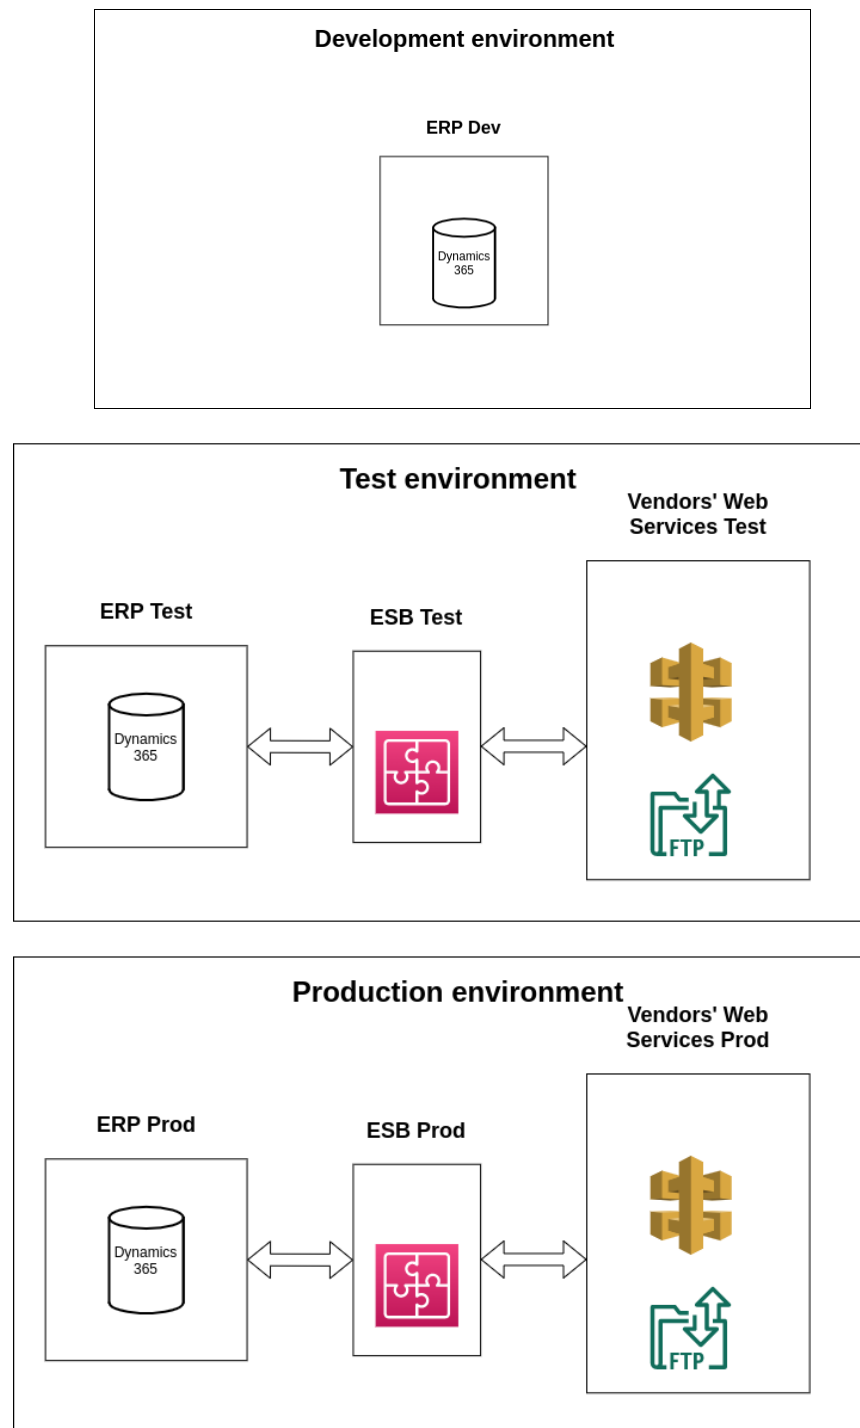 Development environment
ERP Dev
Dynamics
365
Test environment
Vendors' Web
Services Test
ERP Test
ESB Test
Dynamics
365
FTP
Production environment
Vendors' Web
Services Prod
ERP Prod
ESB Prod
Dynamics
365
FTP